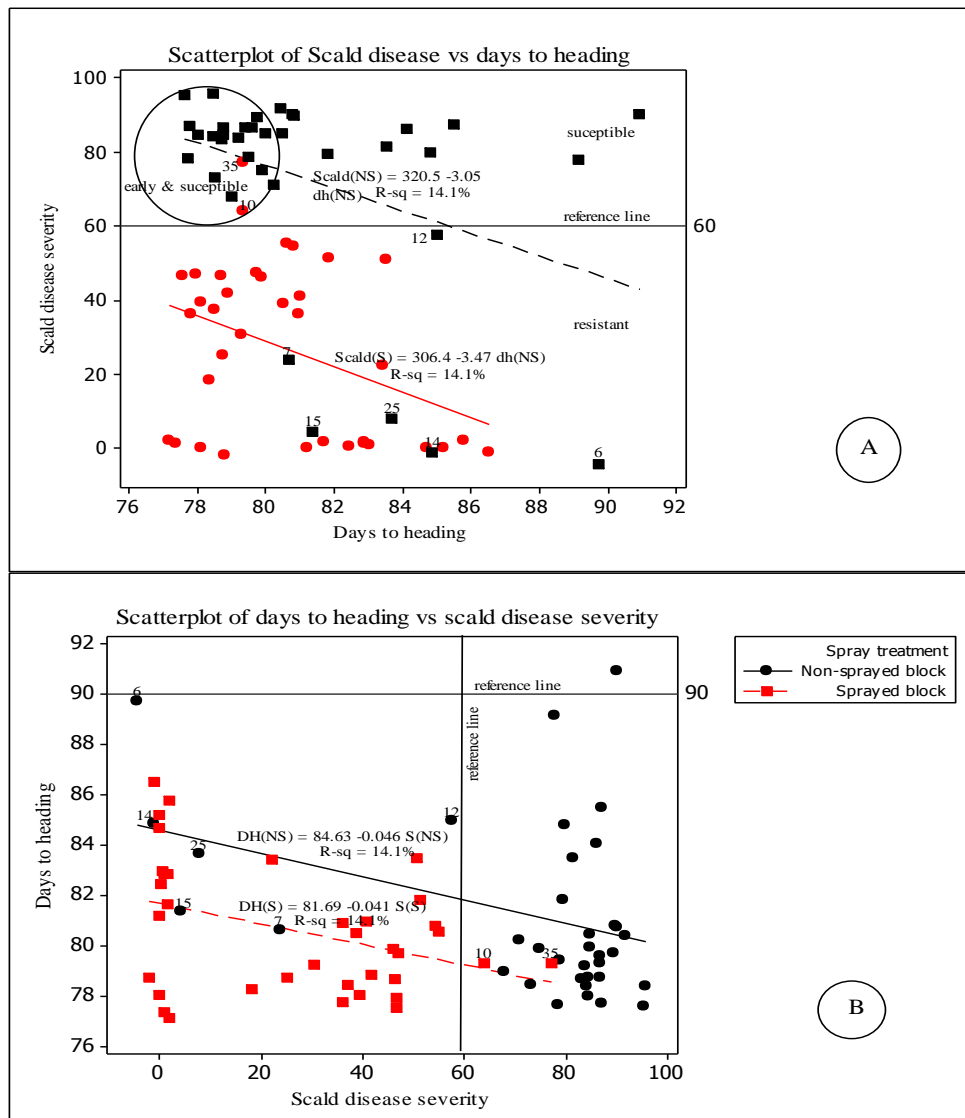 Scatterplot of Scald disease vs days to heading
100
80
60
40
20
0
Scald disease severity
suceptible
35
early & suceptible
10
Scald(NS) = 320.5 -3.05
dh(NS) R-sq = 14.1%
reference line
60
12
resistant
7
Scald(S) = 306.4 -3.47 dh(NS)
R-sq = 14.1%
15
25
14
6
76 78 80 82 84 86 88 90 92
Days to heading
A
Scatterplot of days to heading vs scald disease severity
92
90
88
86
84
82
80
78
76
Days to heading
6
reference line
90
reference line
14
12
25
DH(NS) = 84.63 -0.046 S(NS)
R-sq = 14.1%
15
DH(S) = 81.69 -0.041 S(S)
7 R-sq = 14.1%
10
35
0 20 40 60 80 100
Scald disease severity
Spray treatment
Non-sprayed block
Sprayed block
B